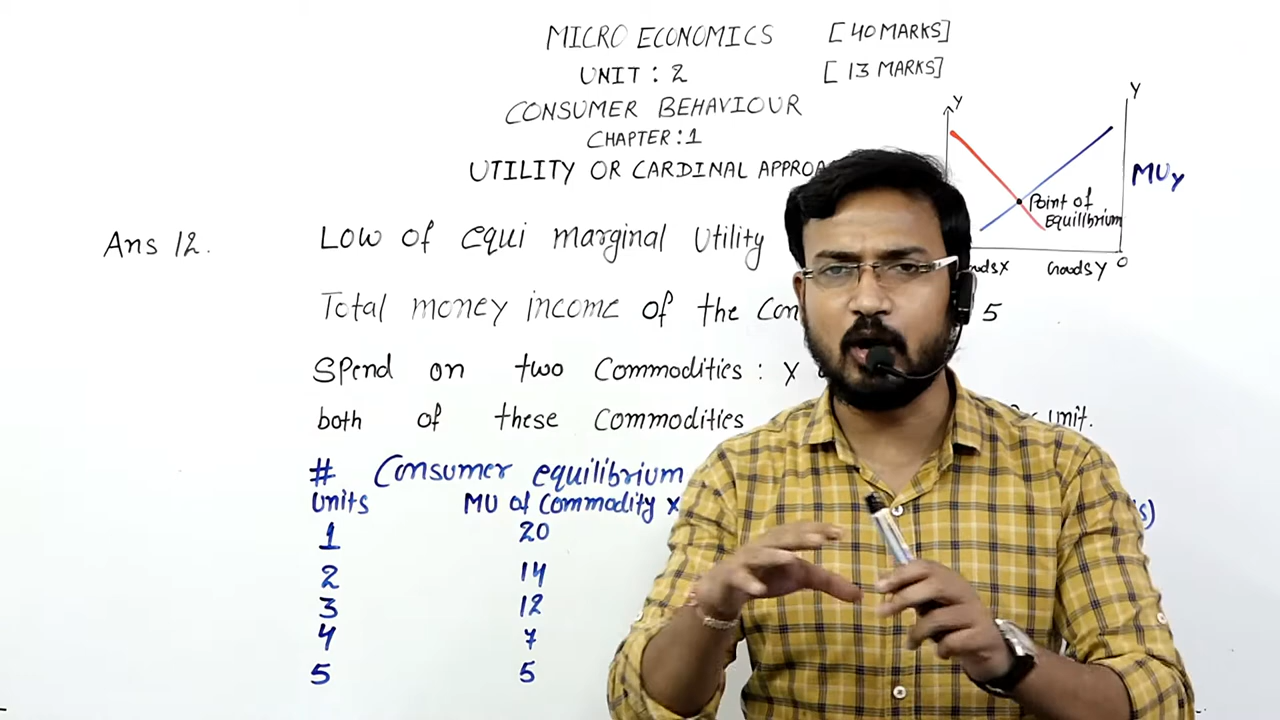 MICRO ECONOMICS [40 MARKS]
UNIT : 2 [13 MARKS]
CONSUMER BEHAVIOUR
CHAPTER : 1
UTILITY OR CARDINAL
Y
Y
MUY
Point of
Equilibrium
Goods Y
O
Ans 12. Low of equi marginal Utility
Total money income of the 5
Spend on two Commodities : X
both of these Commodities unit.
# Consumer equilibrium
Units MU of Commodity X
1 20
2 14
3 12
4 7
5 5